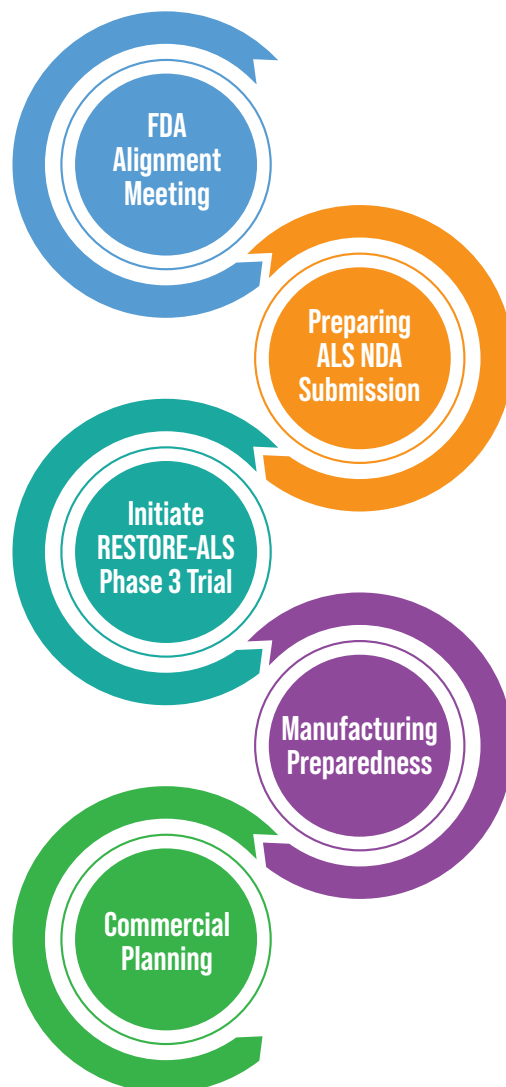 FDA
Alignment
Meeting
Preparing
ALS NDA
Submission
Initiate
RESTORE-ALS
Phase 3 Trial
Manufacturing
Preparedness
Commercial
Planning